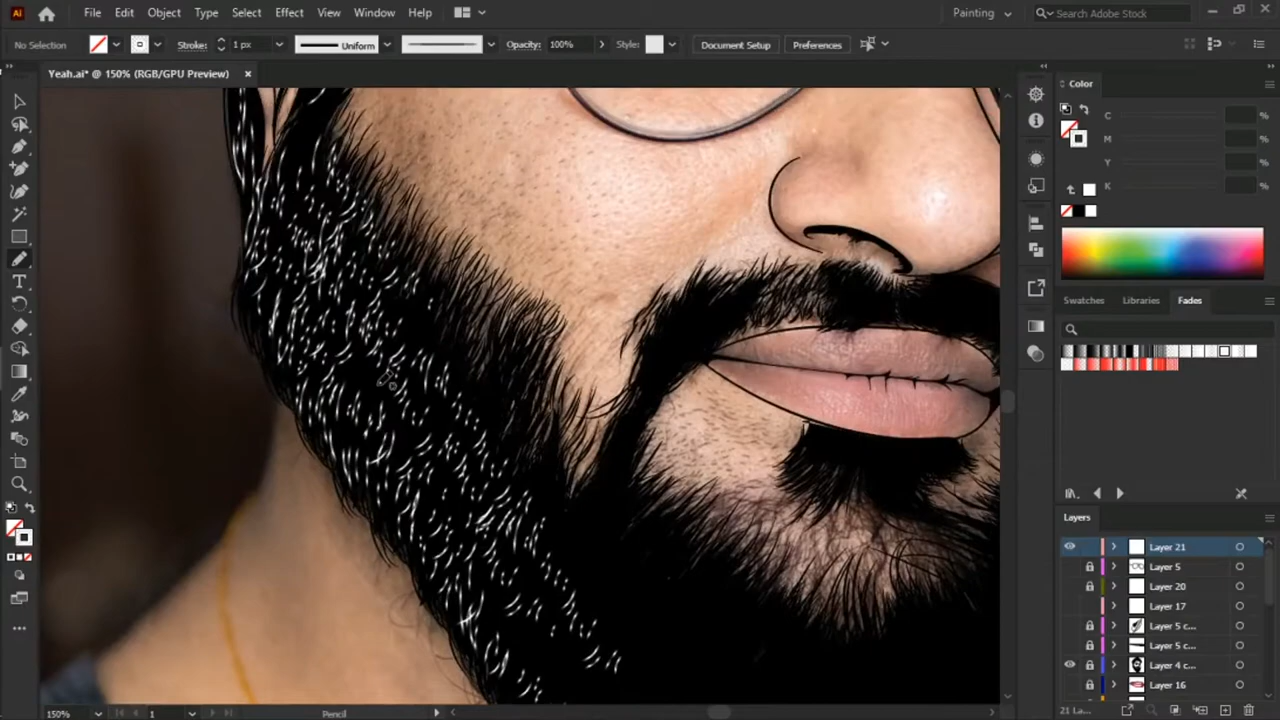 Ai File Edit Object Type Select Effect View Window Help Painting Search Adobe Stock
No Selection Stroke: 1 px Uniform Opacity: 100% Style: Document Setup Preferences
Yeah.ai* @ 150% (RGB/GPU Preview)
Color
C %
M %
Y %
K %
Swatches Libraries Fades
Layers
Layer 21
Layer 5
Layer 20
Layer 17
Layer 5 c...
Layer 5 c...
Layer 4 c...
Layer 16
150% 1 Pencil 21 La...